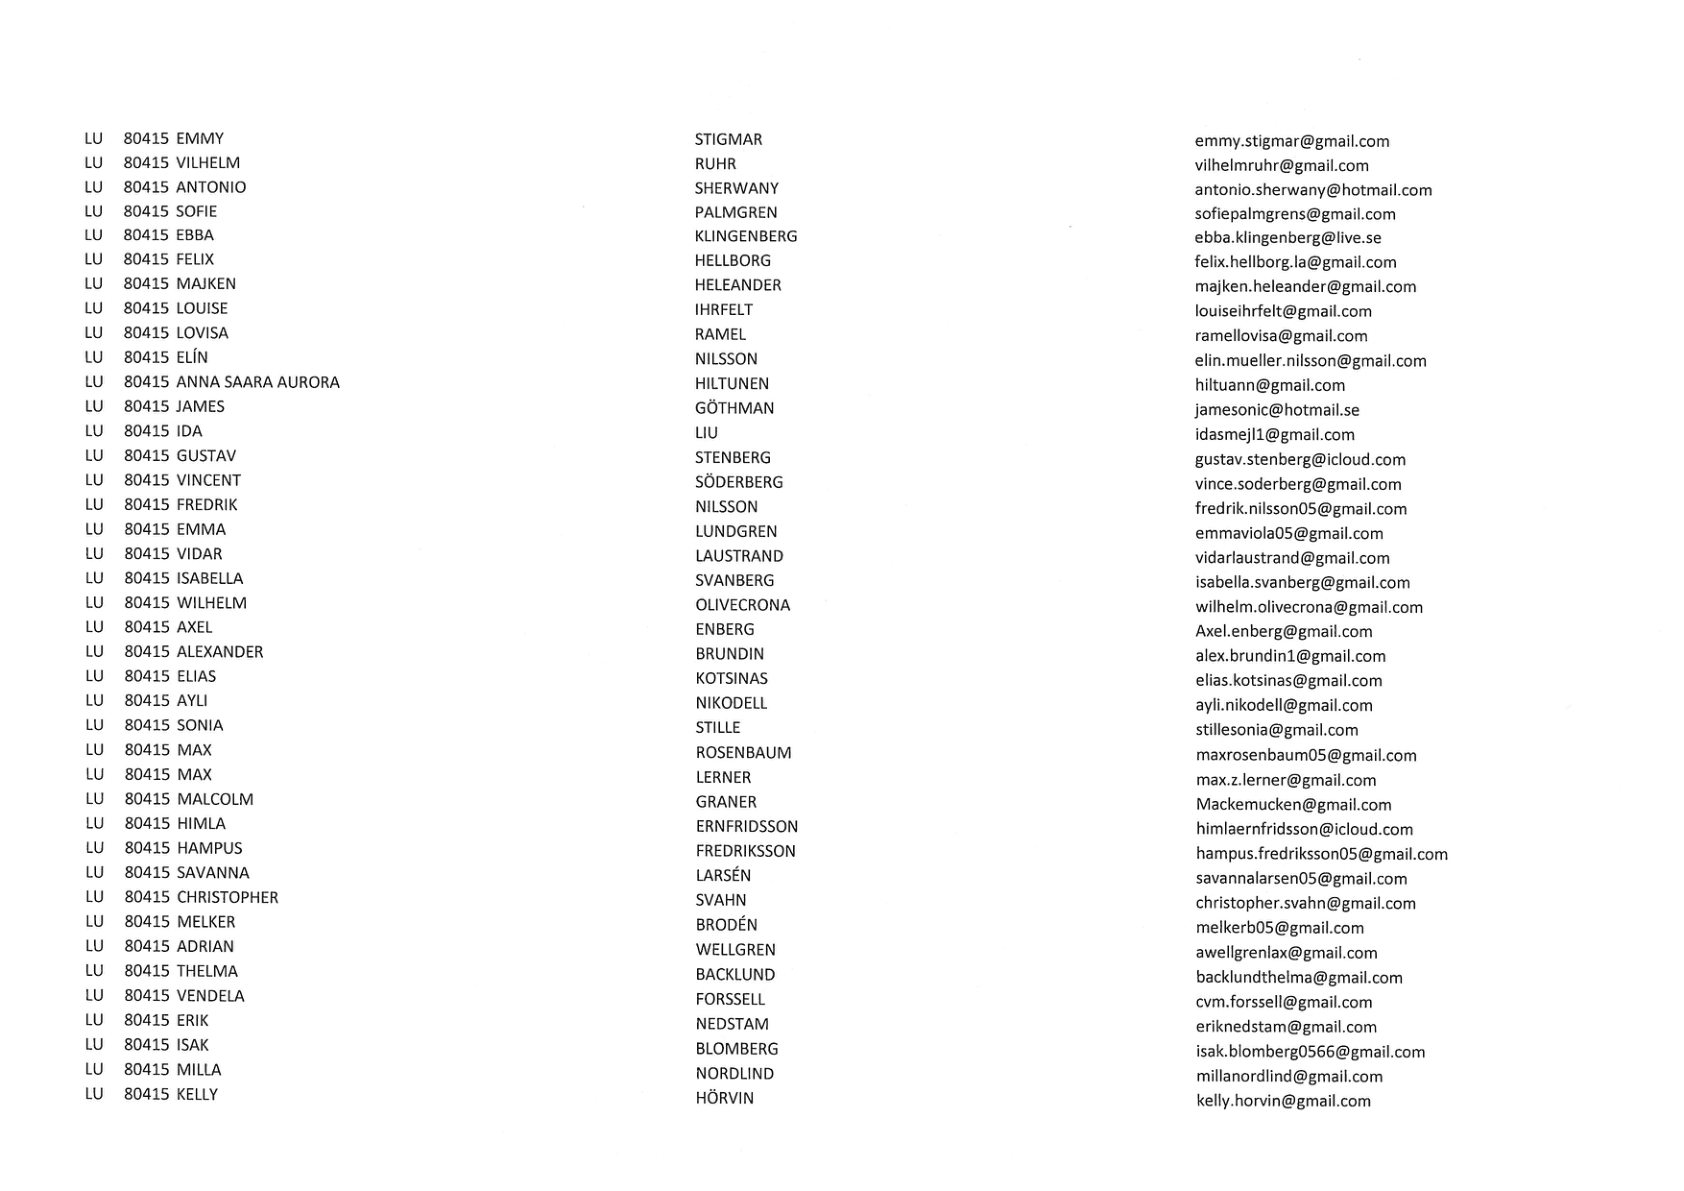 LU 80415 EMMY STIGMAR emmy.stigmar@gmail.com
LU 80415 VILHELM RUHR vilhelmruhr@gmail.com
LU 80415 ANTONIO SHERWANY antonio.sherwany@hotmail.com
LU 80415 SOFIE PALMGREN sofiepalmgrens@gmail.com
LU 80415 EBBA KLINGENBERG ebba.klingenberg@live.se
LU 80415 FELIX HELLBORG felix.hellborg.la@gmail.com
LU 80415 MAJKEN HELEANDER majken.heleander@gmail.com
LU 80415 LOUISE IHRFELT louiseihrfelt@gmail.com
LU 80415 LOVISA RAMEL ramellovisa@gmail.com
LU 80415 ELÍN NILSSON elin.mueller.nilsson@gmail.com
LU 80415 ANNA SAARA AURORA HILTUNEN hiltuann@gmail.com
LU 80415 JAMES GÖTHMAN jamesonic@hotmail.se
LU 80415 IDA LIU idasmejl1@gmail.com
LU 80415 GUSTAV STENBERG gustav.stenberg@icloud.com
LU 80415 VINCENT SÖDERBERG vince.soderberg@gmail.com
LU 80415 FREDRIK NILSSON fredrik.nilsson05@gmail.com
LU 80415 EMMA LUNDGREN emmaviola05@gmail.com
LU 80415 VIDAR LAUSTRAND vidarlaustrand@gmail.com
LU 80415 ISABELLA SVANBERG isabella.svanberg@gmail.com
LU 80415 WILHELM OLIVECRONA wilhelm.olivecrona@gmail.com
LU 80415 AXEL ENBERG Axel.enberg@gmail.com
LU 80415 ALEXANDER BRUNDIN alex.brundin1@gmail.com
LU 80415 ELIAS KOTSINAS elias.kotsinas@gmail.com
LU 80415 AYLI NIKODELL ayli.nikodell@gmail.com
LU 80415 SONIA STILLE stillesonia@gmail.com
LU 80415 MAX ROSENBAUM maxrosenbaum05@gmail.com
LU 80415 MAX LERNER max.z.lerner@gmail.com
LU 80415 MALCOLM GRANER Mackemucken@gmail.com
LU 80415 HIMLA ERNFRIDSSON himlaernfridsson@icloud.com
LU 80415 HAMPUS FREDRIKSSON hampus.fredriksson05@gmail.com
LU 80415 SAVANNA LARSÉN savannalarsen05@gmail.com
LU 80415 CHRISTOPHER SVAHN christopher.svahn@gmail.com
LU 80415 MELKER BRODÉN melkerb05@gmail.com
LU 80415 ADRIAN WELLGREN awellgrenlax@gmail.com
LU 80415 THELMA BACKLUND backlundthelma@gmail.com
LU 80415 VENDELA FORSSELL cvm.forssell@gmail.com
LU 80415 ERIK NEDSTAM eriknedstam@gmail.com
LU 80415 ISAK BLOMBERG isak.blomberg0566@gmail.com
LU 80415 MILLA NORDLIND millanordlind@gmail.com
LU 80415 KELLY HÖRVIN kelly.horvin@gmail.com